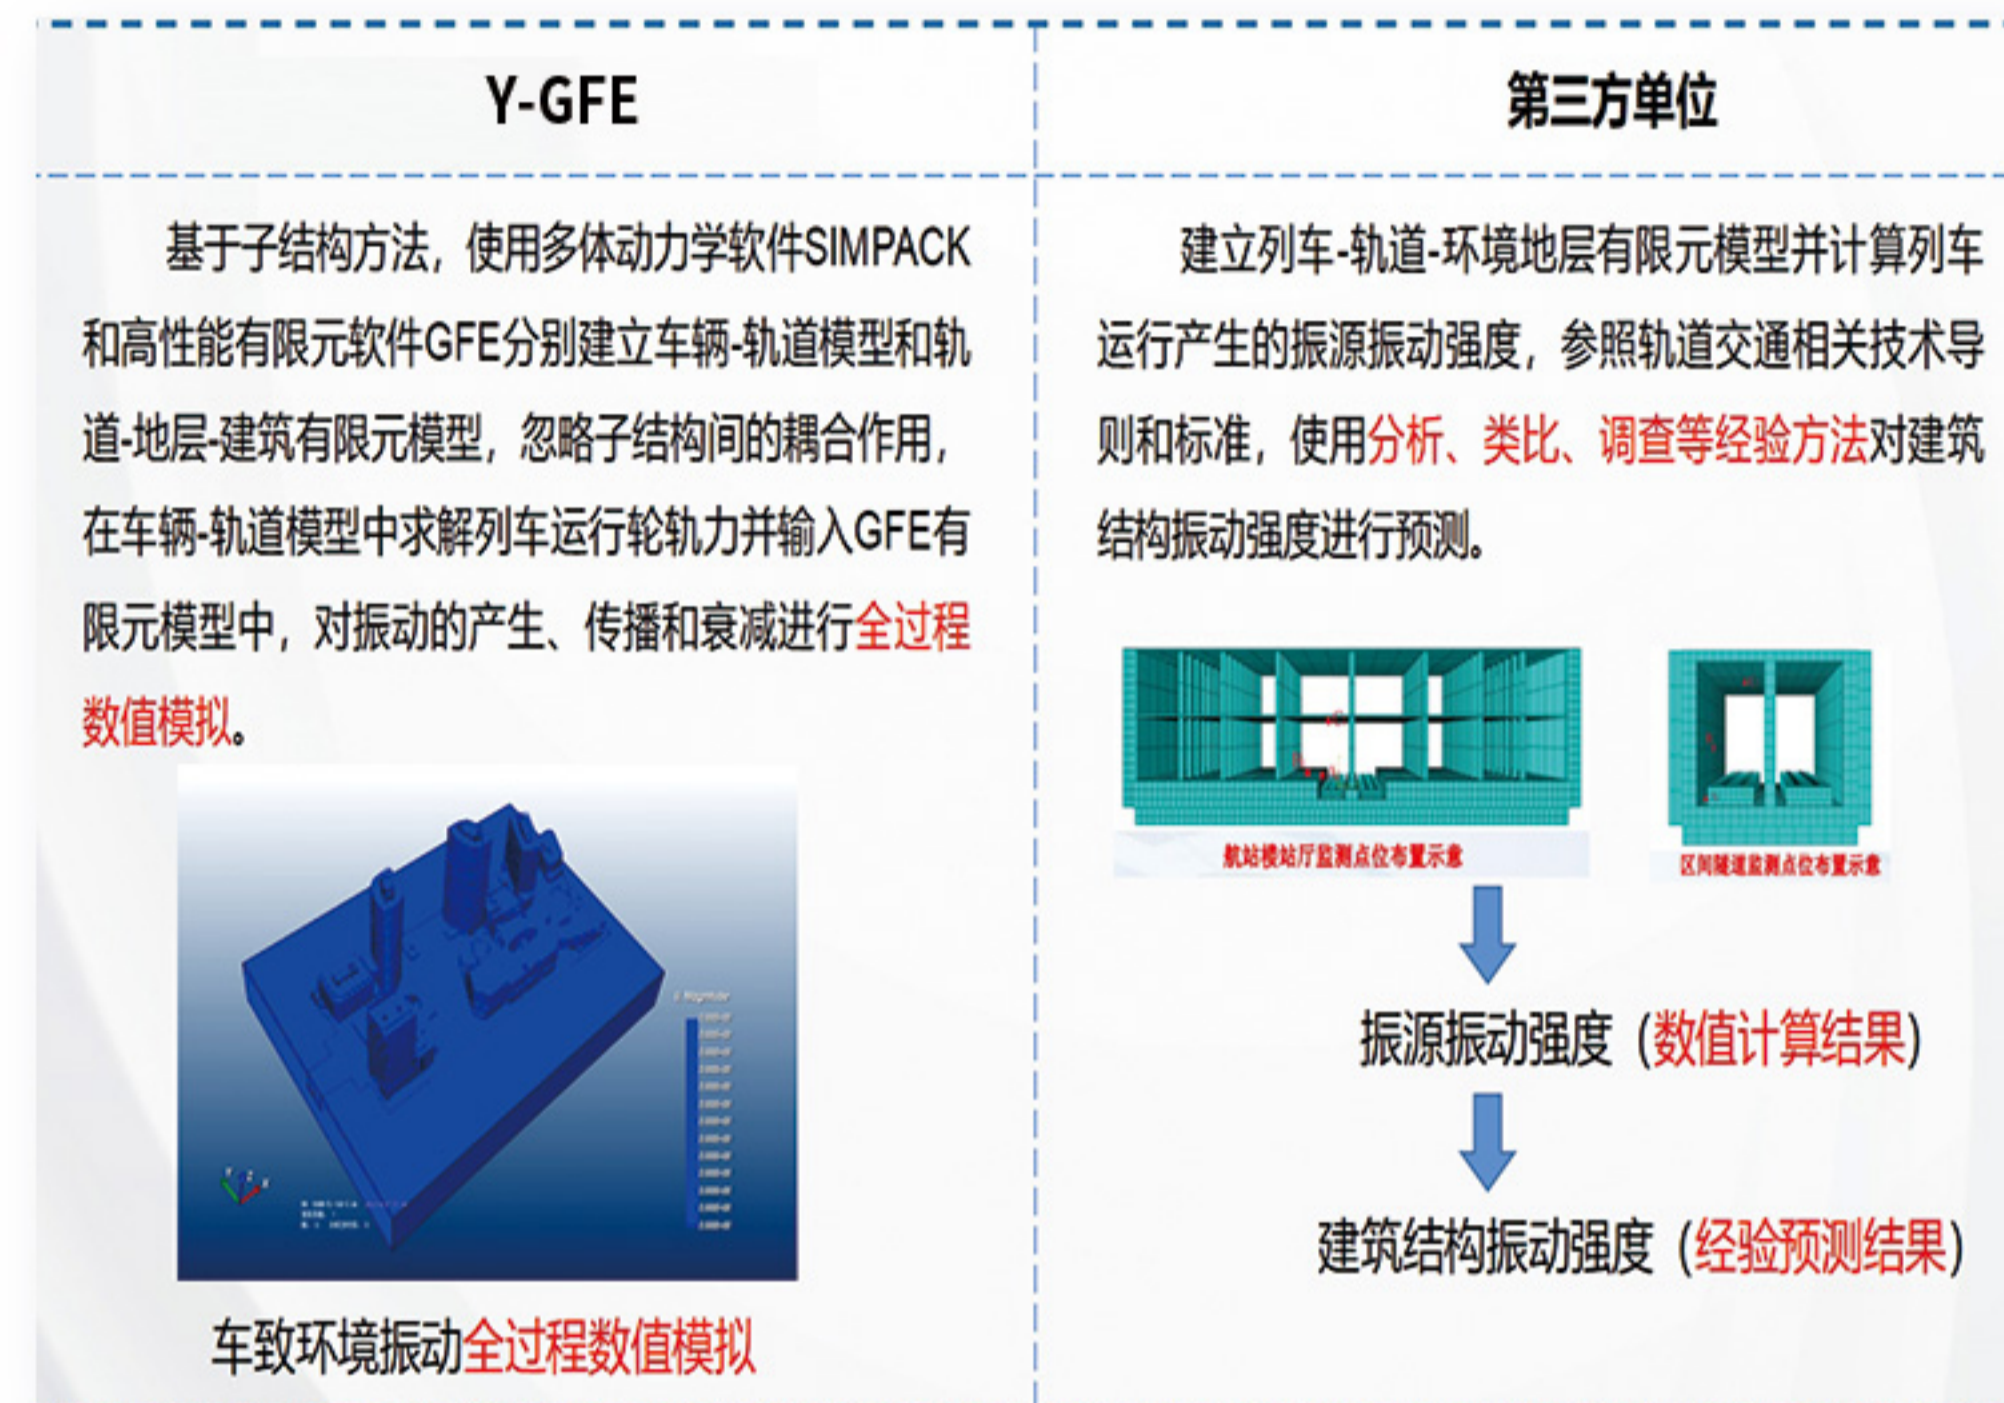 Y-GFE
基于子结构方法，使用多体动力学软件SIMPACK
和高性能有限元软件GFE分别建立车辆-轨道模型和轨
道-地层-建筑有限元模型，忽略子结构间的耦合作用，
在车辆-轨道模型中求解列车运行轮轨力并输入GFE有
限元模型中，对振动的产生、传播和衰减进行全过程
数值模拟。
车致环境振动全过程数值模拟
第三方单位
建立列车-轨道-环境地层有限元模型并计算列车
运行产生的振源振动强度，参照轨道交通相关技术导
则和标准，使用分析、类比、调查等经验方法对建筑
结构振动强度进行预测。
航站楼站厅监测点位布置示意
区间隧道监测点位布置示意
振源振动强度（数值计算结果）
建筑结构振动强度（经验预测结果）